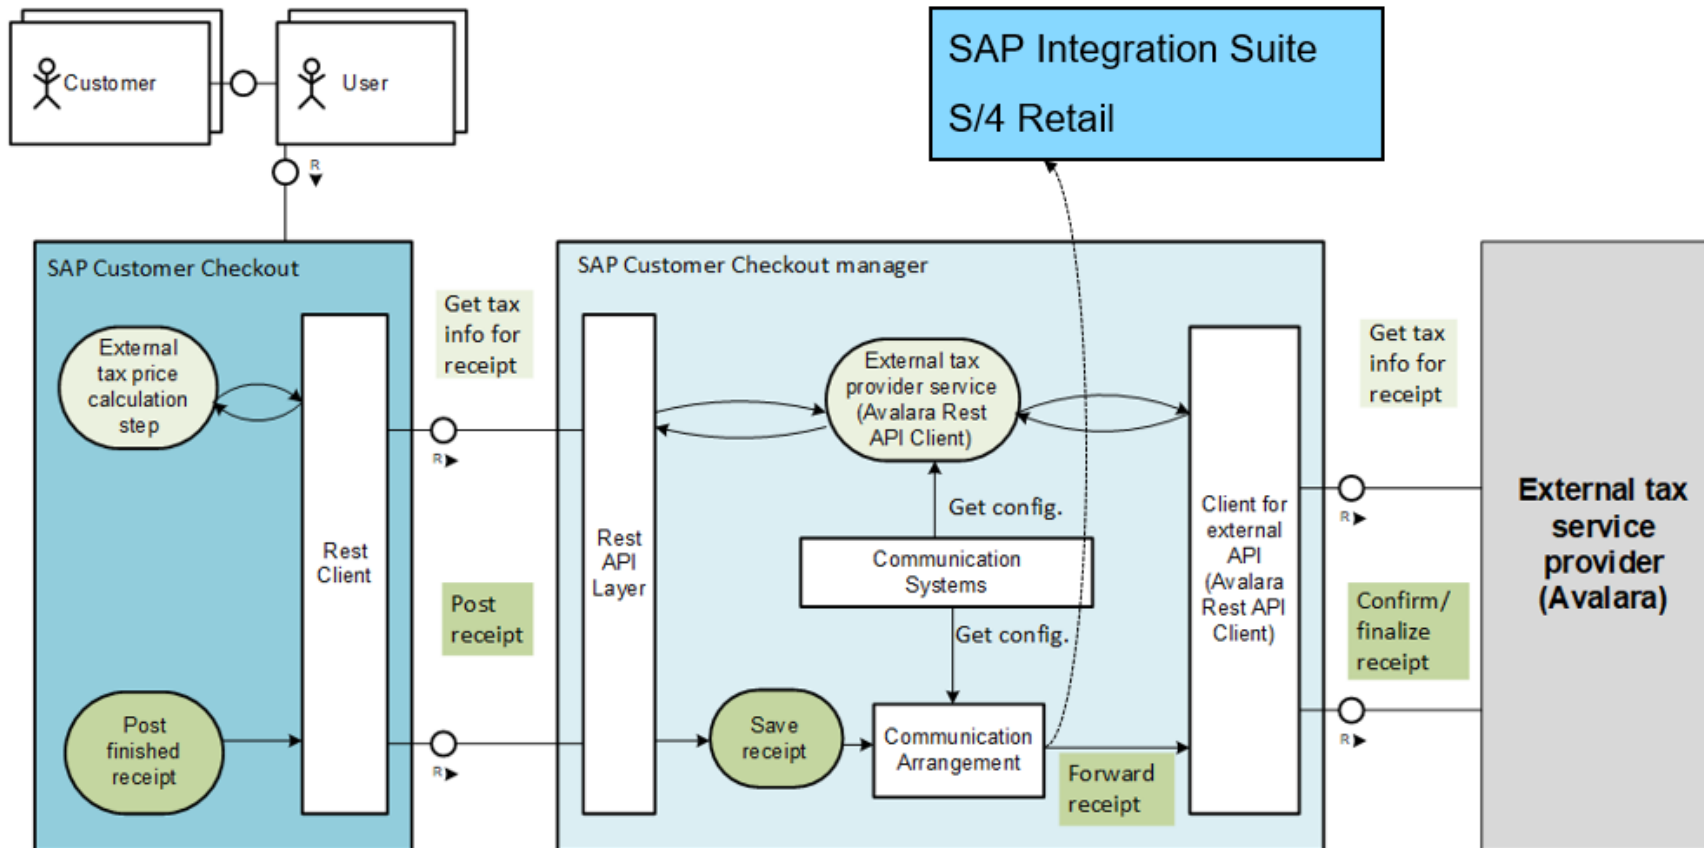 Customer
User
R
SAP Integration Suite
S/4 Retail
SAP Customer Checkout
External
tax price
calculation
step
Rest
Client
Post
finished
receipt
Get tax
info for
receipt
R
Post
receipt
R
SAP Customer Checkout manager
Rest
API
Layer
External tax
provider service
(Avalara Rest
API Client)
Get config.
Communication
Systems
Get config.
Save
receipt
Communication
Arrangement
Forward
receipt
Client for
external
API
(Avalara
Rest API
Client)
Get tax
info for
receipt
R
Confirm/
finalize
receipt
R
External tax
service
provider
(Avalara)